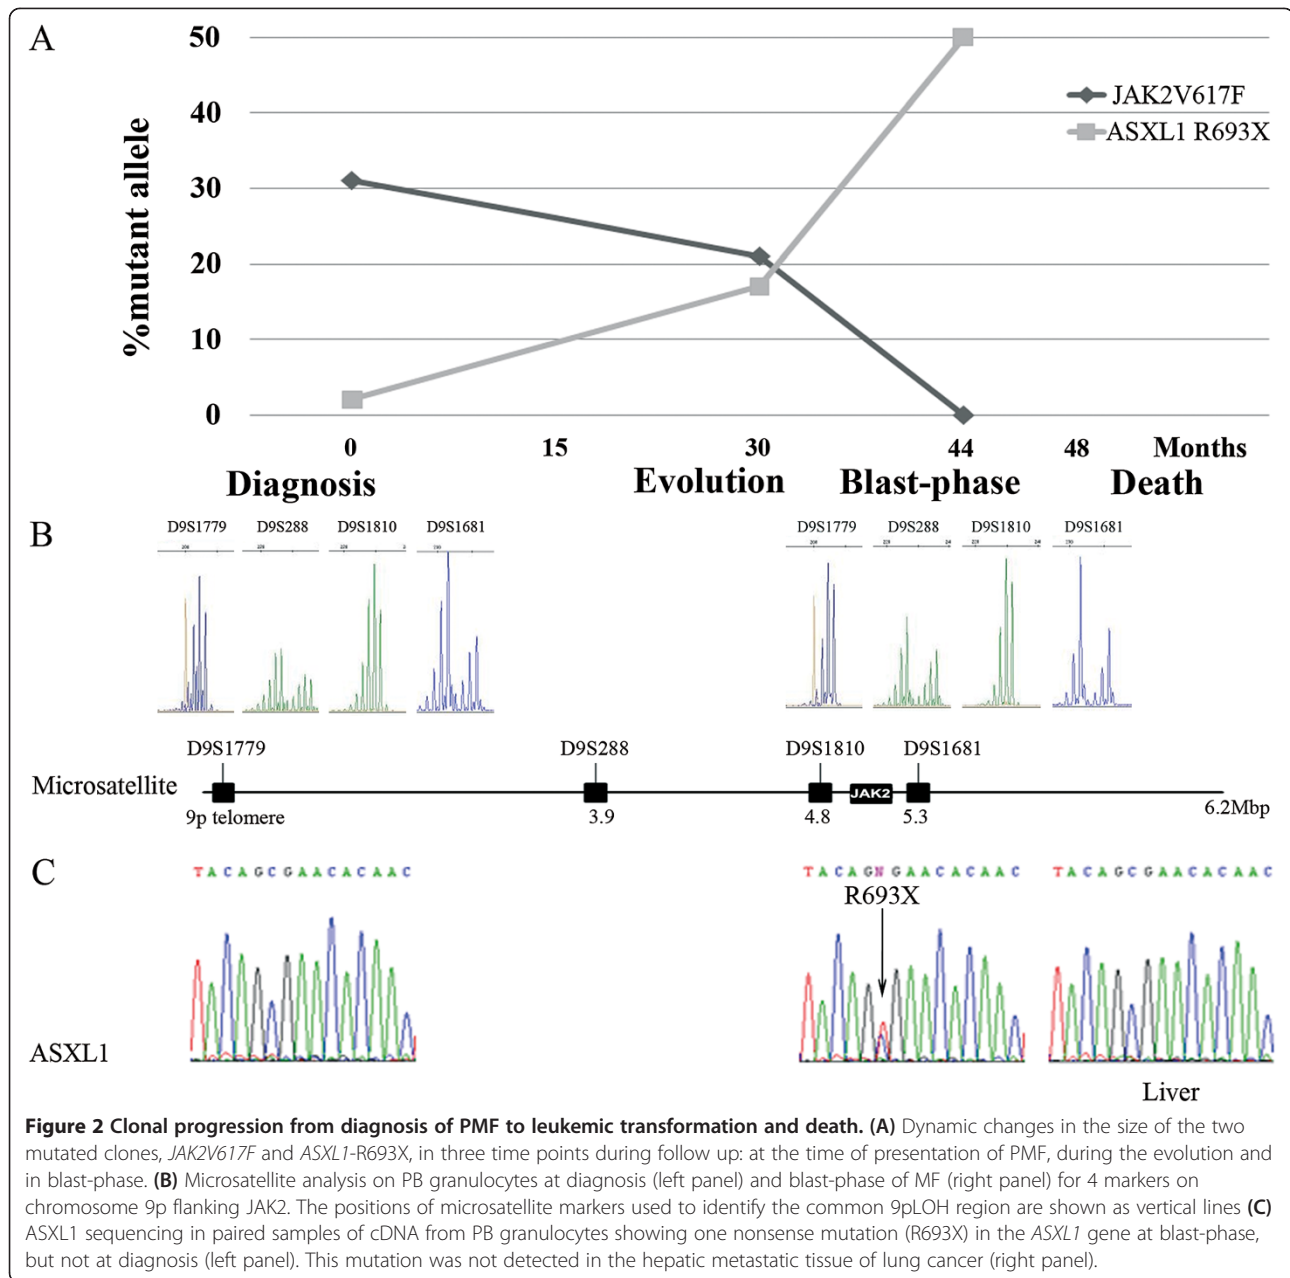 A
50
40
30
20
10
0
%mutant allele
JAK2V617F
ASXL1 R693X
0 15 30 44 48 Months
Diagnosis Evolution Blast-phase Death
B
D9S1779 D9S288 D9S1810 D9S1681 D9S1779 D9S288 D9S1810 D9S1681
D9S1779 D9S288 D9S1810 D9S1681
Microsatellite JAK2
9p telomere 3.9 4.8 5.3 6.2Mbp
C
TACAGCGAACACAAC TACAGNGAACACAAC TACAGCGAACACAAC
R693X
ASXL1
Liver
Figure 2 Clonal progression from diagnosis of PMF to leukemic transformation and death. (A) Dynamic changes in the size of the two
mutated clones, JAK2V617F and ASXL1-R693X, in three time points during follow up: at the time of presentation of PMF, during the evolution and
in blast-phase. (B) Microsatellite analysis on PB granulocytes at diagnosis (left panel) and blast-phase of MF (right panel) for 4 markers on
chromosome 9p flanking JAK2. The positions of microsatellite markers used to identify the common 9pLOH region are shown as vertical lines (C)
ASXL1 sequencing in paired samples of cDNA from PB granulocytes showing one nonsense mutation (R693X) in the ASXL1 gene at blast-phase,
but not at diagnosis (left panel). This mutation was not detected in the hepatic metastatic tissue of lung cancer (right panel).